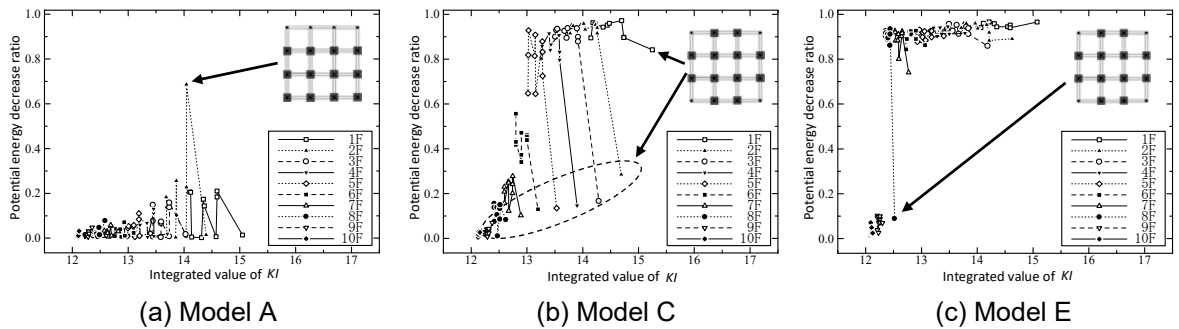 Potential energy decrease ratio
1.0
0.8
0.6
0.4
0.2
0.0
1F
2F
3F
4F
5F
6F
7F
8F
9F
10F
12 13 14 15 16 17
Integrated value of KI
(a) Model A
Potential energy decrease ratio
1.0
0.8
0.6
0.4
0.2
0.0
1F
2F
3F
4F
5F
6F
7F
8F
9F
10F
12 13 14 15 16 17
Integrated value of KI
(b) Model C
Potential energy decrease ratio
1.0
0.8
0.6
0.4
0.2
0.0
1F
2F
3F
4F
5F
6F
7F
8F
9F
10F
12 13 14 15 16 17
Integrated value of KI
(c) Model E